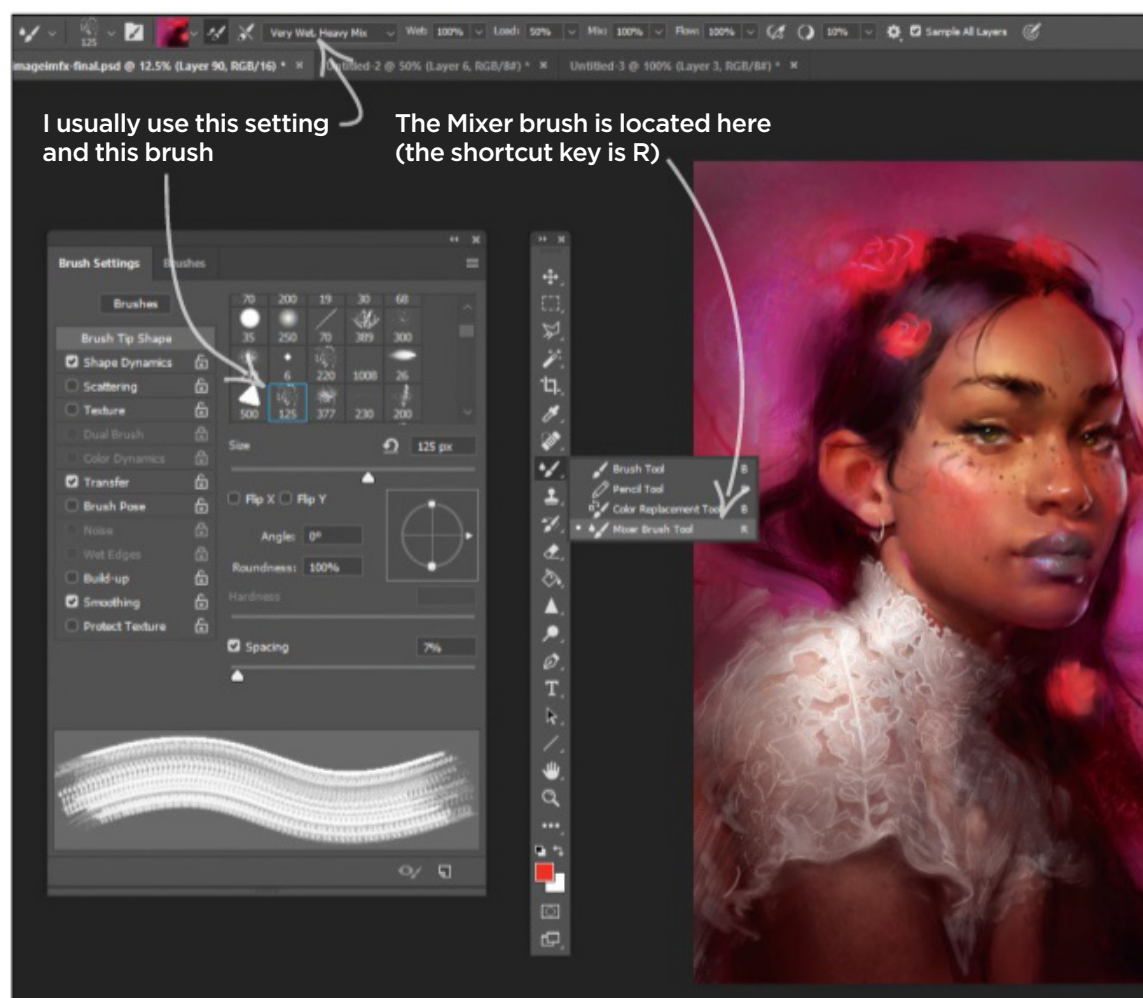 125
Very Wet, Heavy Mix
Wet: 100%
Load: 50%
Mix: 100%
Flow: 100%
10%
Sample All Layers
imageimfx-final.psd @ 12.5% (Layer 90, RGB/16) *
Untitled-2 @ 50% (Layer 6, RGB/8#) *
Untitled-3 @ 100% (Layer 3, RGB/8#) *
I usually use this setting
and this brush
The Mixer brush is located here
(the shortcut key is R)
Brush Settings
Brushes
Brushes
70 200 19 30 68
35 250 70 389 300
6 220 1008 26
500 125 377 230 200
Brush Tip Shape
Shape Dynamics
Scattering
Texture
Dual Brush
Color Dynamics
Transfer
Brush Pose
Noise
Wet Edges
Build-up
Smoothing
Protect Texture
Size
125 px
Flip X
Flip Y
Angle: 0°
Roundness: 100%
Hardness
Spacing
7%
Brush Tool B
Pencil Tool
Color Replacement Tool B
Mixer Brush Tool R